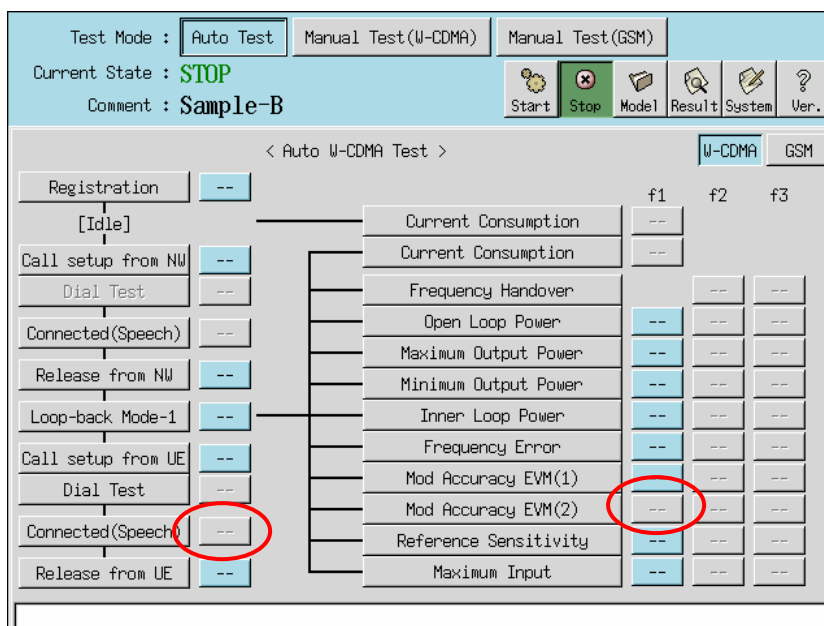 Test Mode : Auto Test Manual Test(W-CDMA) Manual Test(GSM)
Current State : STOP
Comment : Sample-B
Start Stop Model Result System Ver.
< Auto W-CDMA Test > W-CDMA GSM
Registration -- f1 f2 f3
[Idle] Current Consumption --
Call setup from NW -- Current Consumption --
Dial Test -- Frequency Handover -- --
Connected(Speech) -- Open Loop Power -- -- --
Maximum Output Power -- -- --
Release from NW -- Minimum Output Power -- -- --
Loop-back Mode-1 -- Inner Loop Power -- -- --
Call setup from UE -- Frequency Error -- -- --
Dial Test -- Mod Accuracy EVM(1) -- -- --
Mod Accuracy EVM(2) -- -- --
Connected(Speech) -- Reference Sensitivity -- -- --
Release from UE -- Maximum Input -- -- --